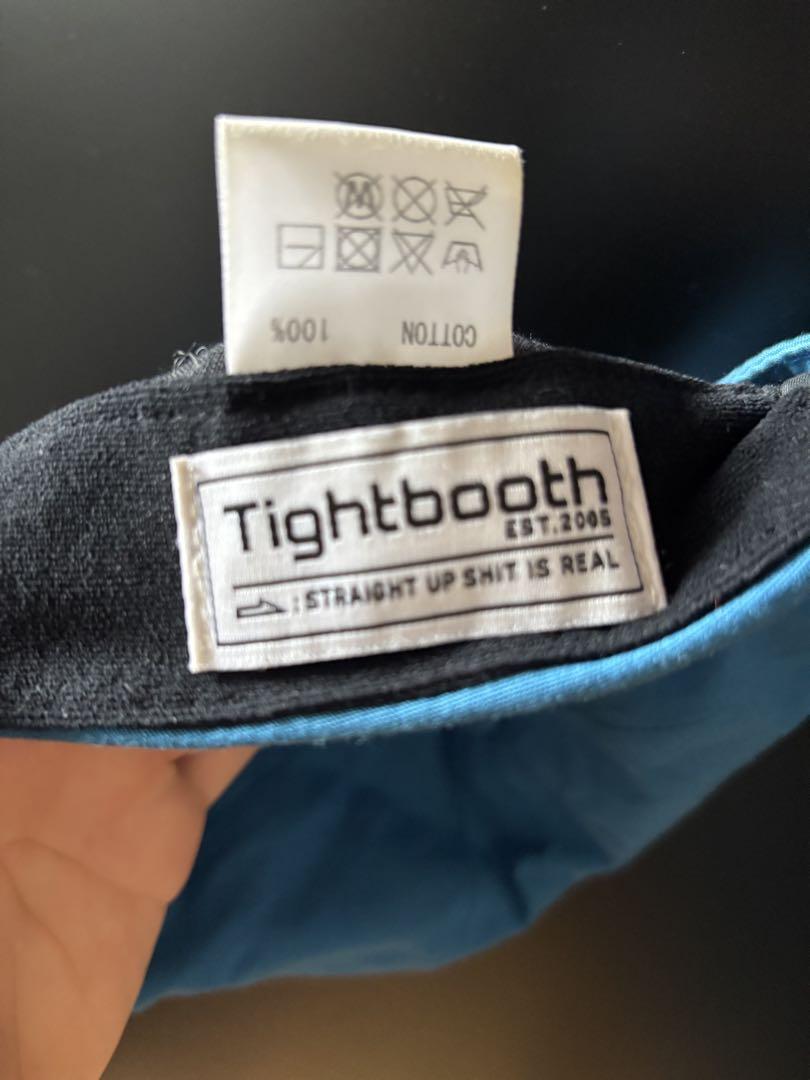 COTTON 100%
Tightbooth
EST.2005
: STRAIGHT UP SHIT IS REAL